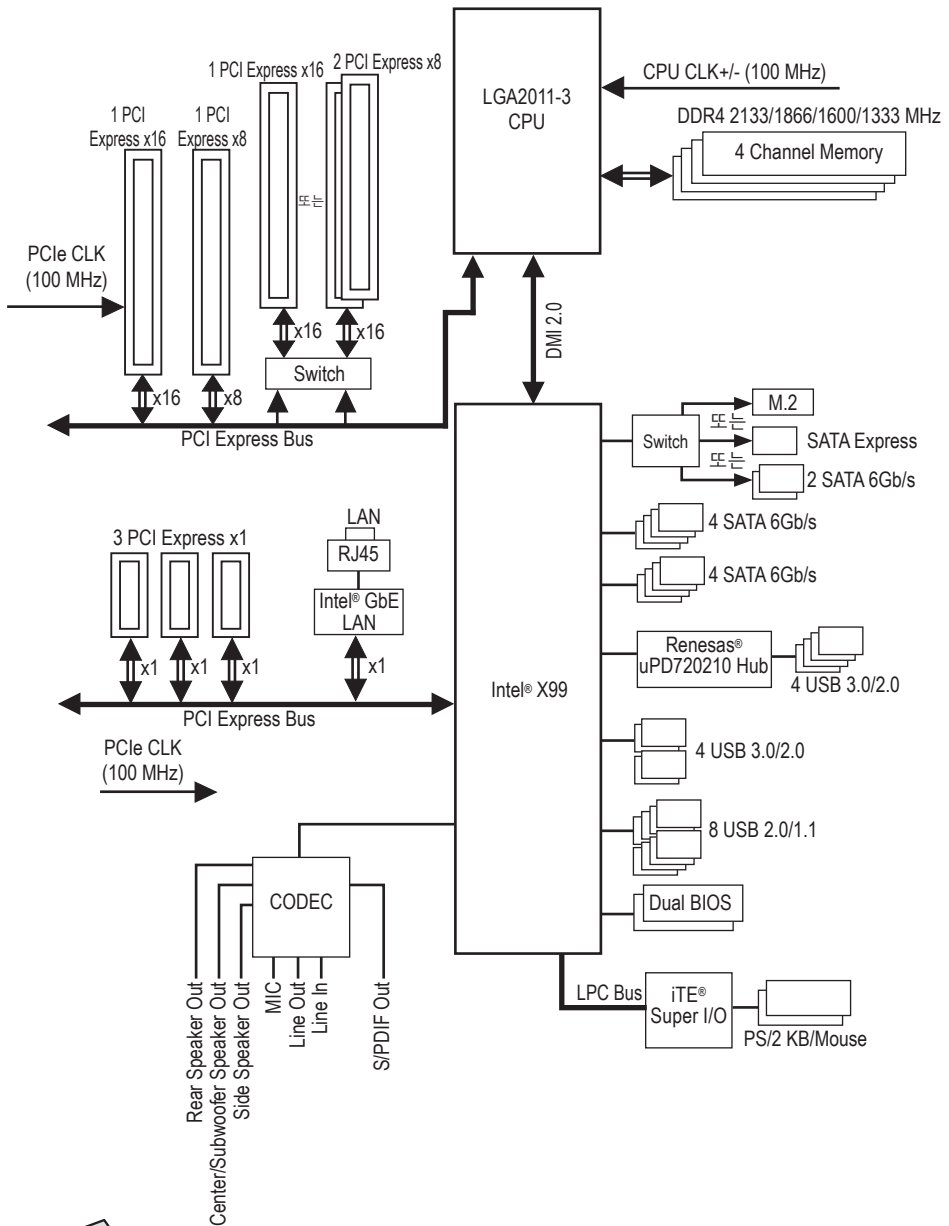 1 PCI Express x16
2 PCI Express x8
1 PCI
Express x16
1 PCI
Express x8
또는
PCIe CLK
(100 MHz)
x16
x16
Switch
x16
x8
PCI Express Bus
LGA2011-3
CPU
CPU CLK+/- (100 MHz)
DDR4 2133/1866/1600/1333 MHz
4 Channel Memory
DMI 2.0
Switch
M.2
또는
SATA Express
또는
2 SATA 6Gb/s
4 SATA 6Gb/s
4 SATA 6Gb/s
Renesas®
uPD720210 Hub
4 USB 3.0/2.0
4 USB 3.0/2.0
8 USB 2.0/1.1
Dual BIOS
Intel® X99
3 PCI Express x1
LAN
RJ45
Intel® GbE
LAN
x1
x1
x1
x1
PCI Express Bus
PCIe CLK
(100 MHz)
CODEC
Rear Speaker Out
Center/Subwoofer Speaker Out
Side Speaker Out
MIC
Line Out
Line In
S/PDIF Out
LPC Bus
iTE®
Super I/O
PS/2 KB/Mouse